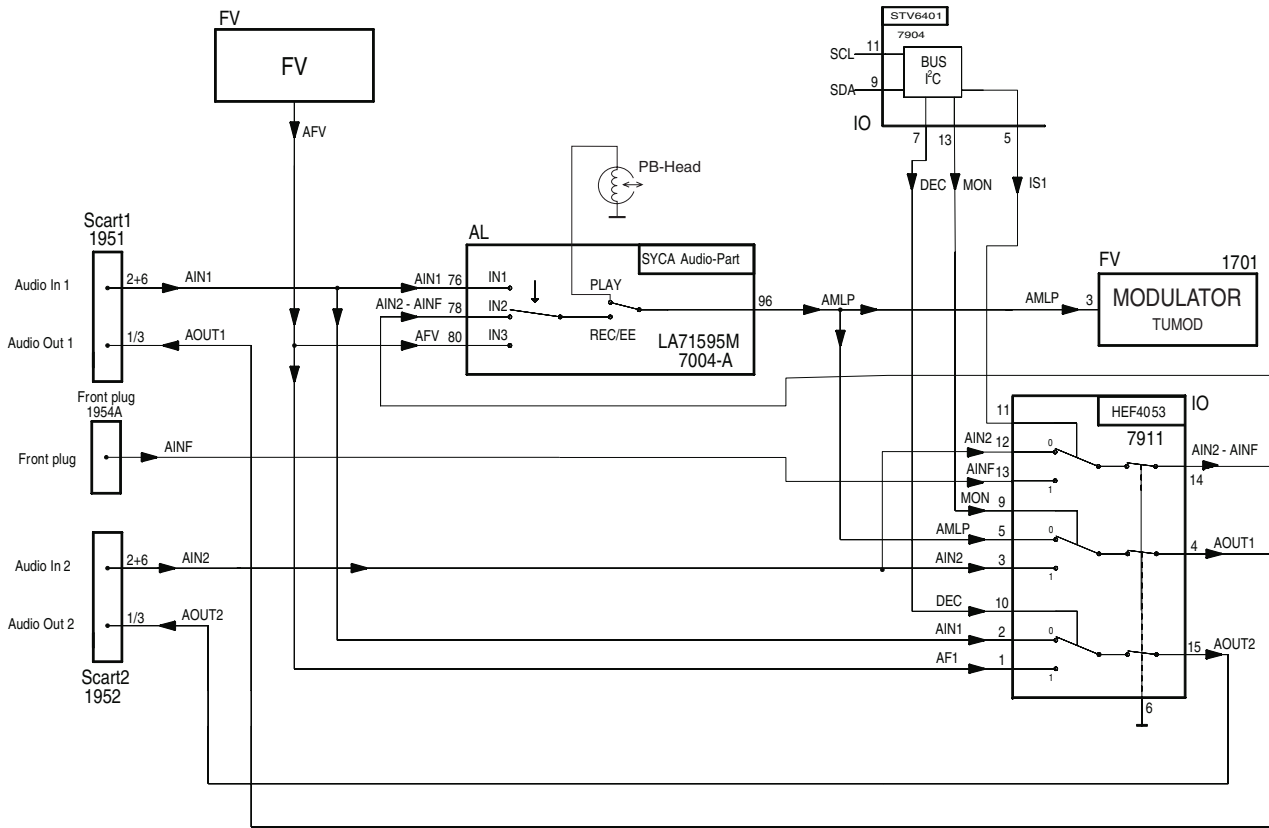 FV
FV
AFV
STV6401
7904
SCL
11
SDA
9
BUS
I²C
IO
7
13
5
DEC
MON
IS1
PB-Head
Scart1
1951
Audio In 1
2+6
AIN1
Audio Out 1
1/3
AOUT1
AL
SYCA Audio-Part
AIN1
76
IN1
AIN2 - AINF
78
IN2
AFV
80
IN3
PLAY
REC/EE
LA71595M
7004-A
96
AMLP
AMLP
3
FV
1701
MODULATOR
TUMOD
Front plug
1954A
Front plug
AINF
IO
HEF4053
7911
11
AIN2
12
0
AINF
13
1
AIN2 - AINF
14
MON
9
AMLP
5
0
AIN2
3
1
4
AOUT1
DEC
10
AIN1
2
0
AF1
1
1
15
AOUT2
6
Audio In 2
2+6
AIN2
Audio Out 2
1/3
AOUT2
Scart2
1952